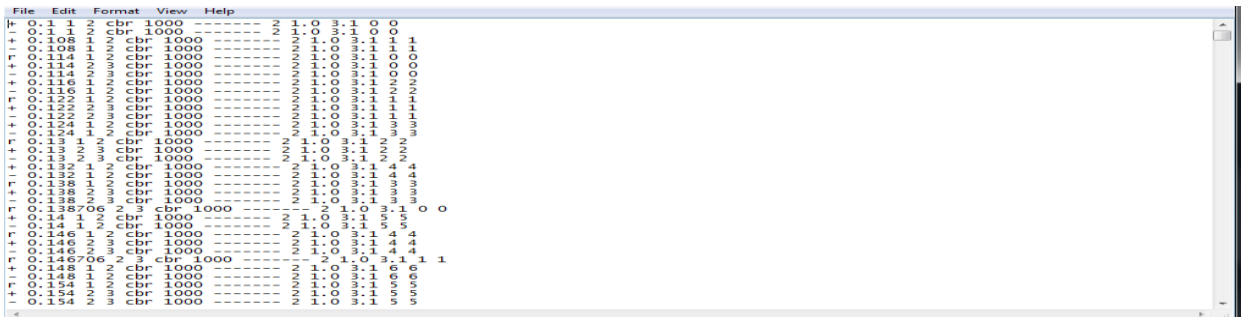 File Edit Format View Help
+ 0.1 1 2 cbr 1000 ------- 2 1.0 3.1 0 0
- 0.1 1 2 cbr 1000 ------- 2 1.0 3.1 0 0
+ 0.108 1 2 cbr 1000 ------- 2 1.0 3.1 1 1
- 0.108 1 2 cbr 1000 ------- 2 1.0 3.1 1 1
r 0.114 1 2 cbr 1000 ------- 2 1.0 3.1 0 0
+ 0.114 2 3 cbr 1000 ------- 2 1.0 3.1 0 0
- 0.114 2 3 cbr 1000 ------- 2 1.0 3.1 0 0
+ 0.116 1 2 cbr 1000 ------- 2 1.0 3.1 2 2
- 0.116 1 2 cbr 1000 ------- 2 1.0 3.1 2 2
r 0.122 1 2 cbr 1000 ------- 2 1.0 3.1 1 1
+ 0.122 2 3 cbr 1000 ------- 2 1.0 3.1 1 1
- 0.122 2 3 cbr 1000 ------- 2 1.0 3.1 1 1
+ 0.124 1 2 cbr 1000 ------- 2 1.0 3.1 3 3
- 0.124 1 2 cbr 1000 ------- 2 1.0 3.1 3 3
r 0.13 1 2 cbr 1000 ------- 2 1.0 3.1 2 2
+ 0.13 2 3 cbr 1000 ------- 2 1.0 3.1 2 2
- 0.13 2 3 cbr 1000 ------- 2 1.0 3.1 2 2
+ 0.132 1 2 cbr 1000 ------- 2 1.0 3.1 4 4
- 0.132 1 2 cbr 1000 ------- 2 1.0 3.1 4 4
r 0.138 1 2 cbr 1000 ------- 2 1.0 3.1 3 3
+ 0.138 2 3 cbr 1000 ------- 2 1.0 3.1 3 3
- 0.138 2 3 cbr 1000 ------- 2 1.0 3.1 3 3
r 0.138706 2 3 cbr 1000 ------- 2 1.0 3.1 0 0
+ 0.14 1 2 cbr 1000 ------- 2 1.0 3.1 5 5
- 0.14 1 2 cbr 1000 ------- 2 1.0 3.1 5 5
r 0.146 1 2 cbr 1000 ------- 2 1.0 3.1 4 4
+ 0.146 2 3 cbr 1000 ------- 2 1.0 3.1 4 4
- 0.146 2 3 cbr 1000 ------- 2 1.0 3.1 4 4
r 0.146706 2 3 cbr 1000 ------- 2 1.0 3.1 1 1
+ 0.148 1 2 cbr 1000 ------- 2 1.0 3.1 6 6
- 0.148 1 2 cbr 1000 ------- 2 1.0 3.1 6 6
r 0.154 1 2 cbr 1000 ------- 2 1.0 3.1 5 5
+ 0.154 2 3 cbr 1000 ------- 2 1.0 3.1 5 5
- 0.154 2 3 cbr 1000 ------- 2 1.0 3.1 5 5